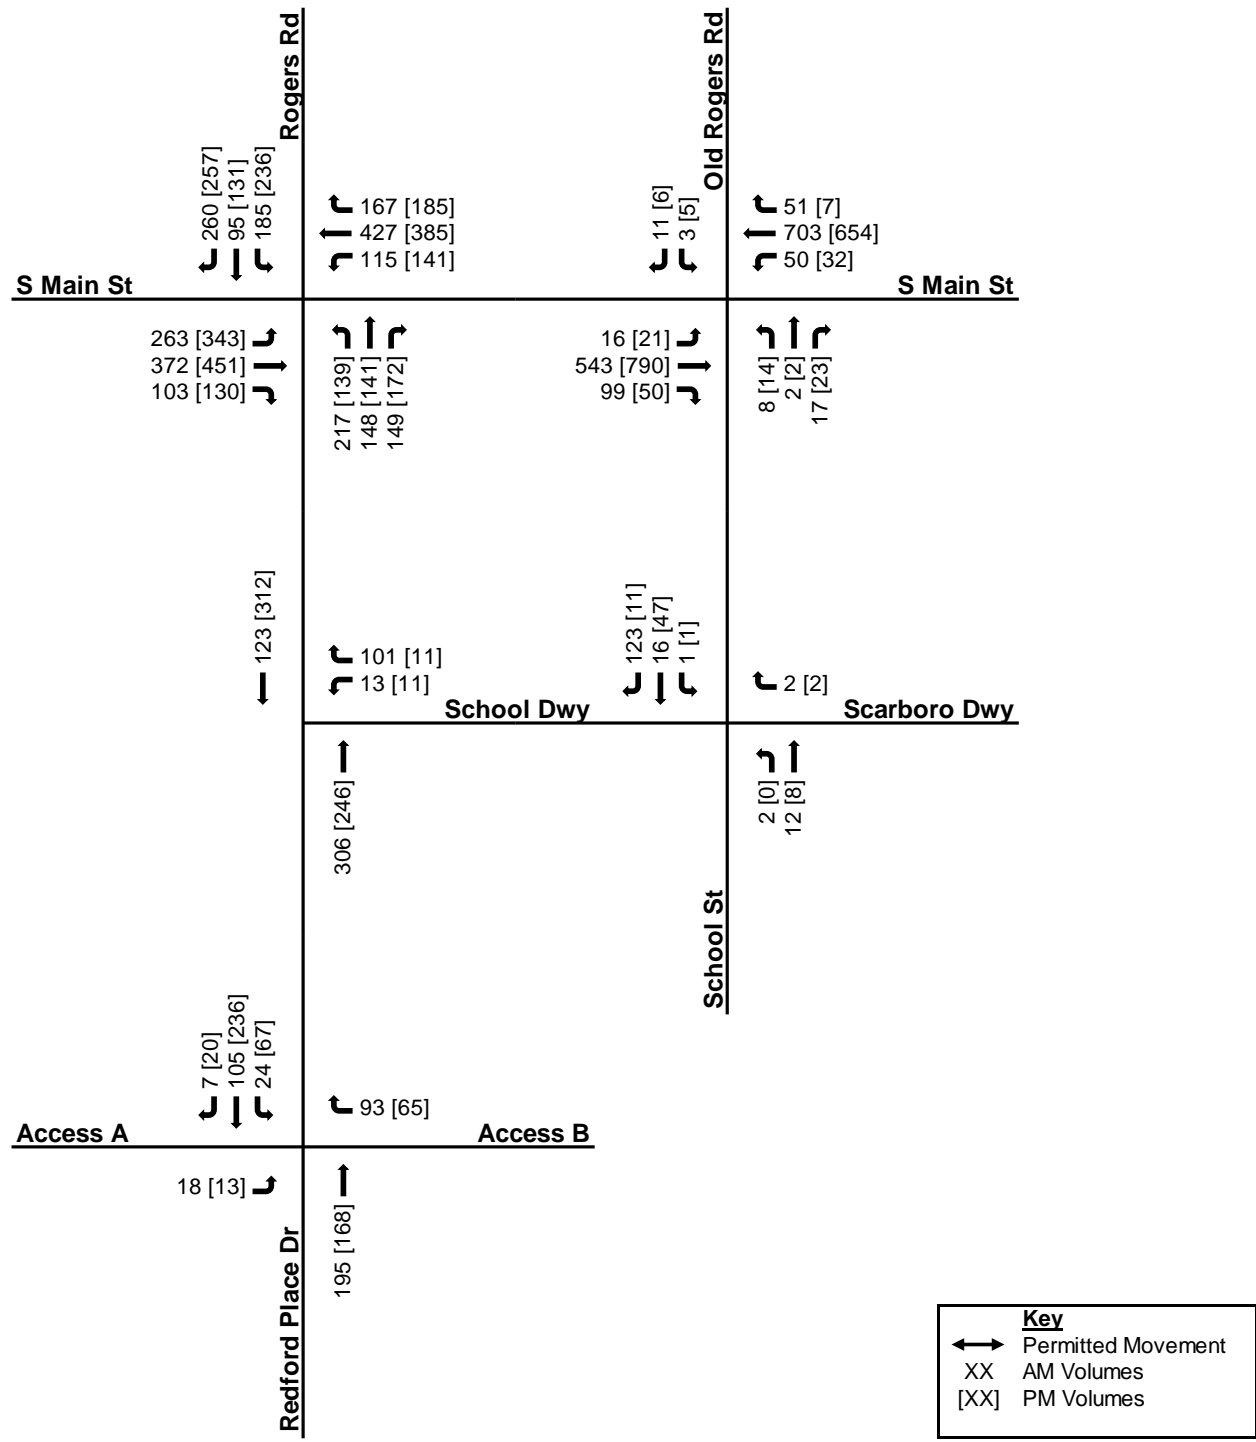 Rogers Rd
Old Rogers Rd
260 [257]
95 [131]
185 [236]
167 [185]
427 [385]
115 [141]
11 [6]
3 [5]
51 [7]
703 [654]
50 [32]
S Main St
S Main St
263 [343]
372 [451]
103 [130]
217 [139]
148 [141]
149 [172]
16 [21]
543 [790]
99 [50]
8 [14]
2 [2]
17 [23]
123 [312]
101 [11]
13 [11]
123 [11]
16 [47]
1 [1]
2 [2]
School Dwy
Scarboro Dwy
306 [246]
2 [0]
12 [8]
School St
7 [20]
105 [236]
24 [67]
93 [65]
Access A
Access B
18 [13]
195 [168]
Redford Place Dr
Key
Permitted Movement
XX AM Volumes
[XX] PM Volumes